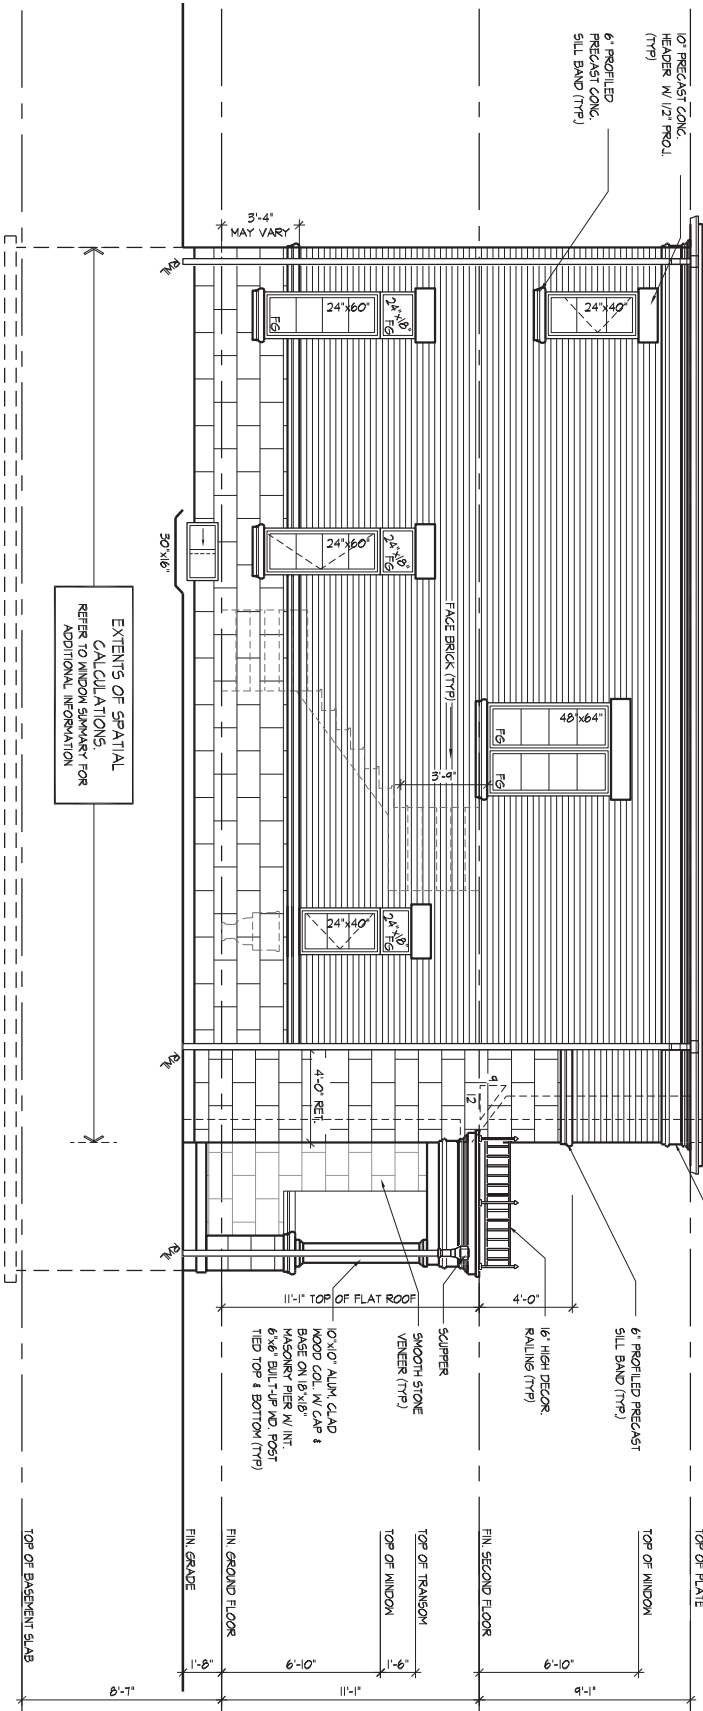 10" PRECAST CONC.
HEADER W/ 1/2" PROJ.
(TYP)
6" PROFILED
PRECAST CONC.
SILL BAND (TYP.)
3'-4"
MAY VARY
24"x40"
24"x18"
FG
24"x60"
FG
24"x18"
FG
24"x60"
30"x16"
FACE BRICK (TYP.)
48"x64"
FG
FG
3'-9"
24"x18"
FG
24"x40"
EXTENTS OF SPATIAL
CALCULATIONS.
REFER TO WINDOW SUMMARY FOR
ADDITIONAL INFORMATION
9
12
4'-0" RET.
11'-1" TOP OF FLAT ROOF
4'-0"
6" PROFILED PRECAST
SILL BAND (TYP.)
16" HIGH DECOR.
RAILING (TYP)
SCUPPER
SMOOTH STONE
VENEER (TYP.)
10"x10" ALUM. CLAD
WOOD COL. W/ CAP &
BASE ON 18"x18"
MASONRY PIER W/ INT.
6"x6" BUILT-UP WD. POST
TIED TOP & BOTTOM (TYP)
TOP OF PLATE
TOP OF WINDOW
FIN. SECOND FLOOR
TOP OF TRANSOM
TOP OF WINDOW
FIN. GROUND FLOOR
FIN. GRADE
TOP OF BASEMENT SLAB
9'-1"
6'-10"
11'-1"
1'-6"
6'-10"
1'-8"
8'-7"